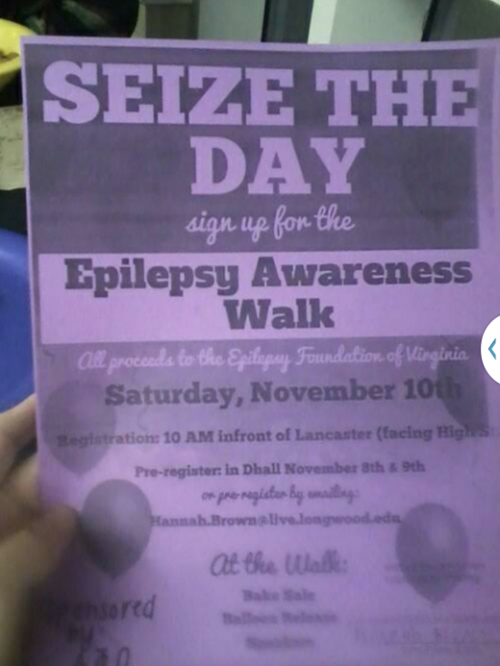 SEIZE THE
DAY
sign up for the
Epilepsy Awareness
Walk
All proceeds to the Epilepsy Foundation of Virginia
Saturday, November 10th
Registration: 10 AM infront of Lancaster (facing High
Pre-register: in Dhall November 8th & 9th
or pre-register by emailing:
Hannah.Brown@live.longwood.edu
At the Walk:
Bake Sale
Balloon Release
Speakers
Sponsored
by